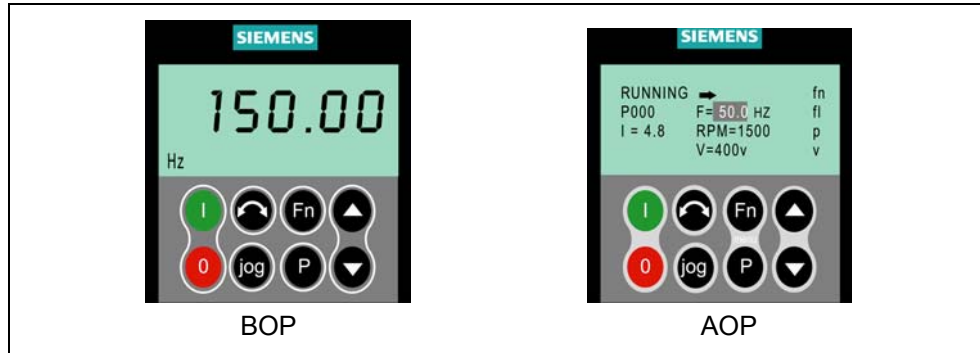 SIEMENS
150.00
Hz
I
Fn
0
jog
P
BOP
SIEMENS
RUNNING fn
P000 F= 50.0 HZ fl
I = 4.8 RPM=1500 p
V=400v v
I
Fn
0
jog
P
AOP